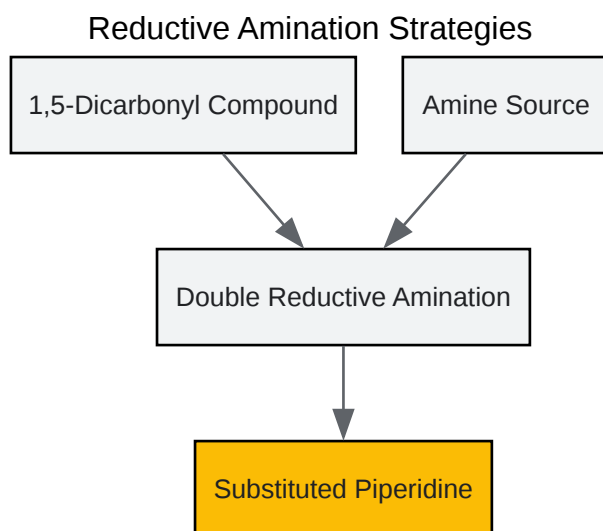 Reductive Amination Strategies
1,5-Dicarbonyl Compound
Amine Source
Double Reductive Amination
Substituted Piperidine